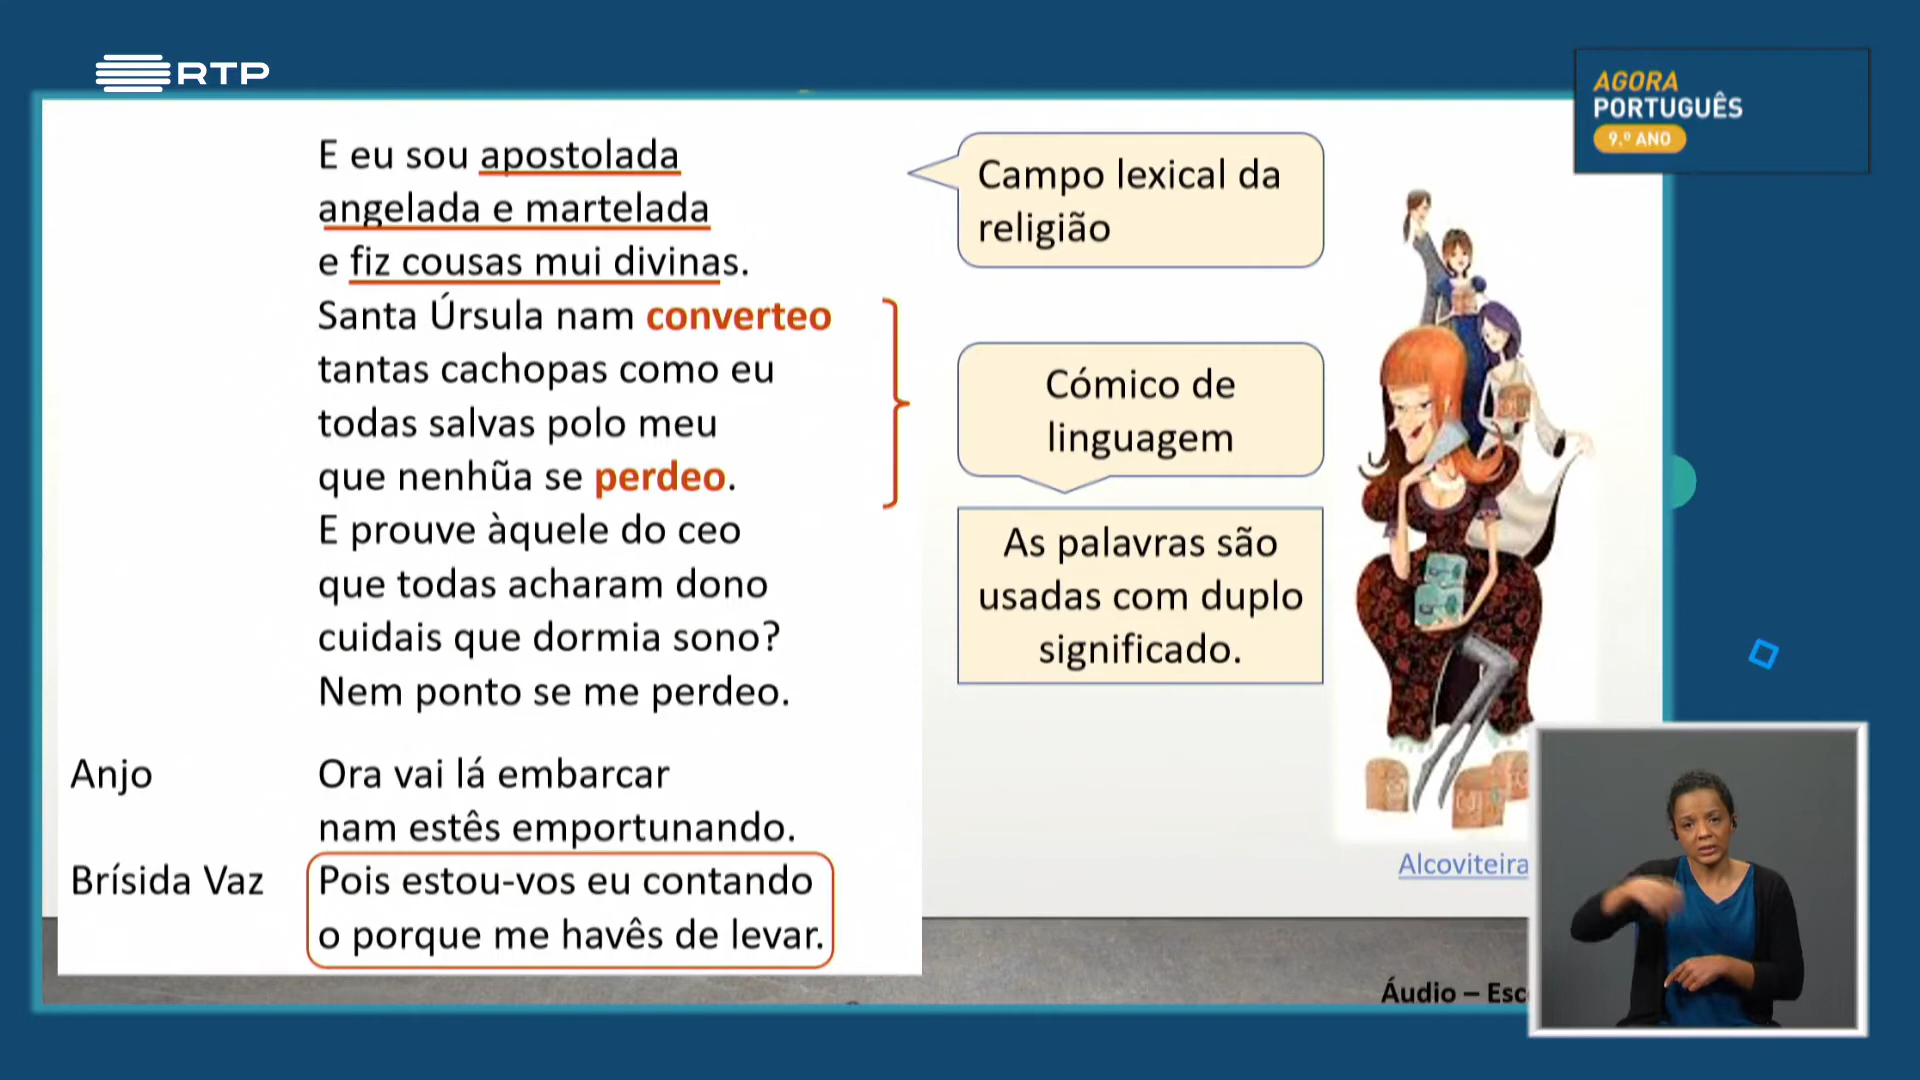 RTP
AGORA
PORTUGUÊS
9.º ANO
E eu sou apostolada
angelada e martelada
e fiz cousas mui divinas.
Santa Úrsula nam converteo
tantas cachopas como eu
todas salvas polo meu
que nenhũa se perdeo.
E prouve àquele do ceo
que todas acharam dono
cuidais que dormia sono?
Nem ponto se me perdeo.
Anjo Ora vai lá embarcar
nam estês emportunando.
Brísida Vaz Pois estou-vos eu contando
o porque me havês de levar.
Campo lexical da
religião
Cómico de
linguagem
As palavras são
usadas com duplo
significado.
Alcoviteira
Áudio – Esc